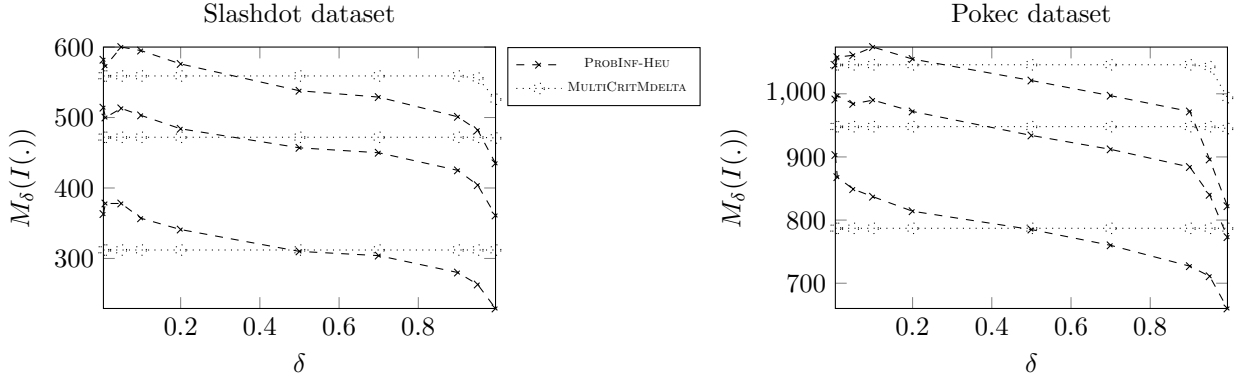 Slashdot dataset
600
500
400
300
0.2 0.4 0.6 0.8
δ
M_δ(I(.))
PROBINF-HEU
MULTICRITMDELTA
Pokec dataset
1,000
900
800
700
0.2 0.4 0.6 0.8
δ
M_δ(I(.))